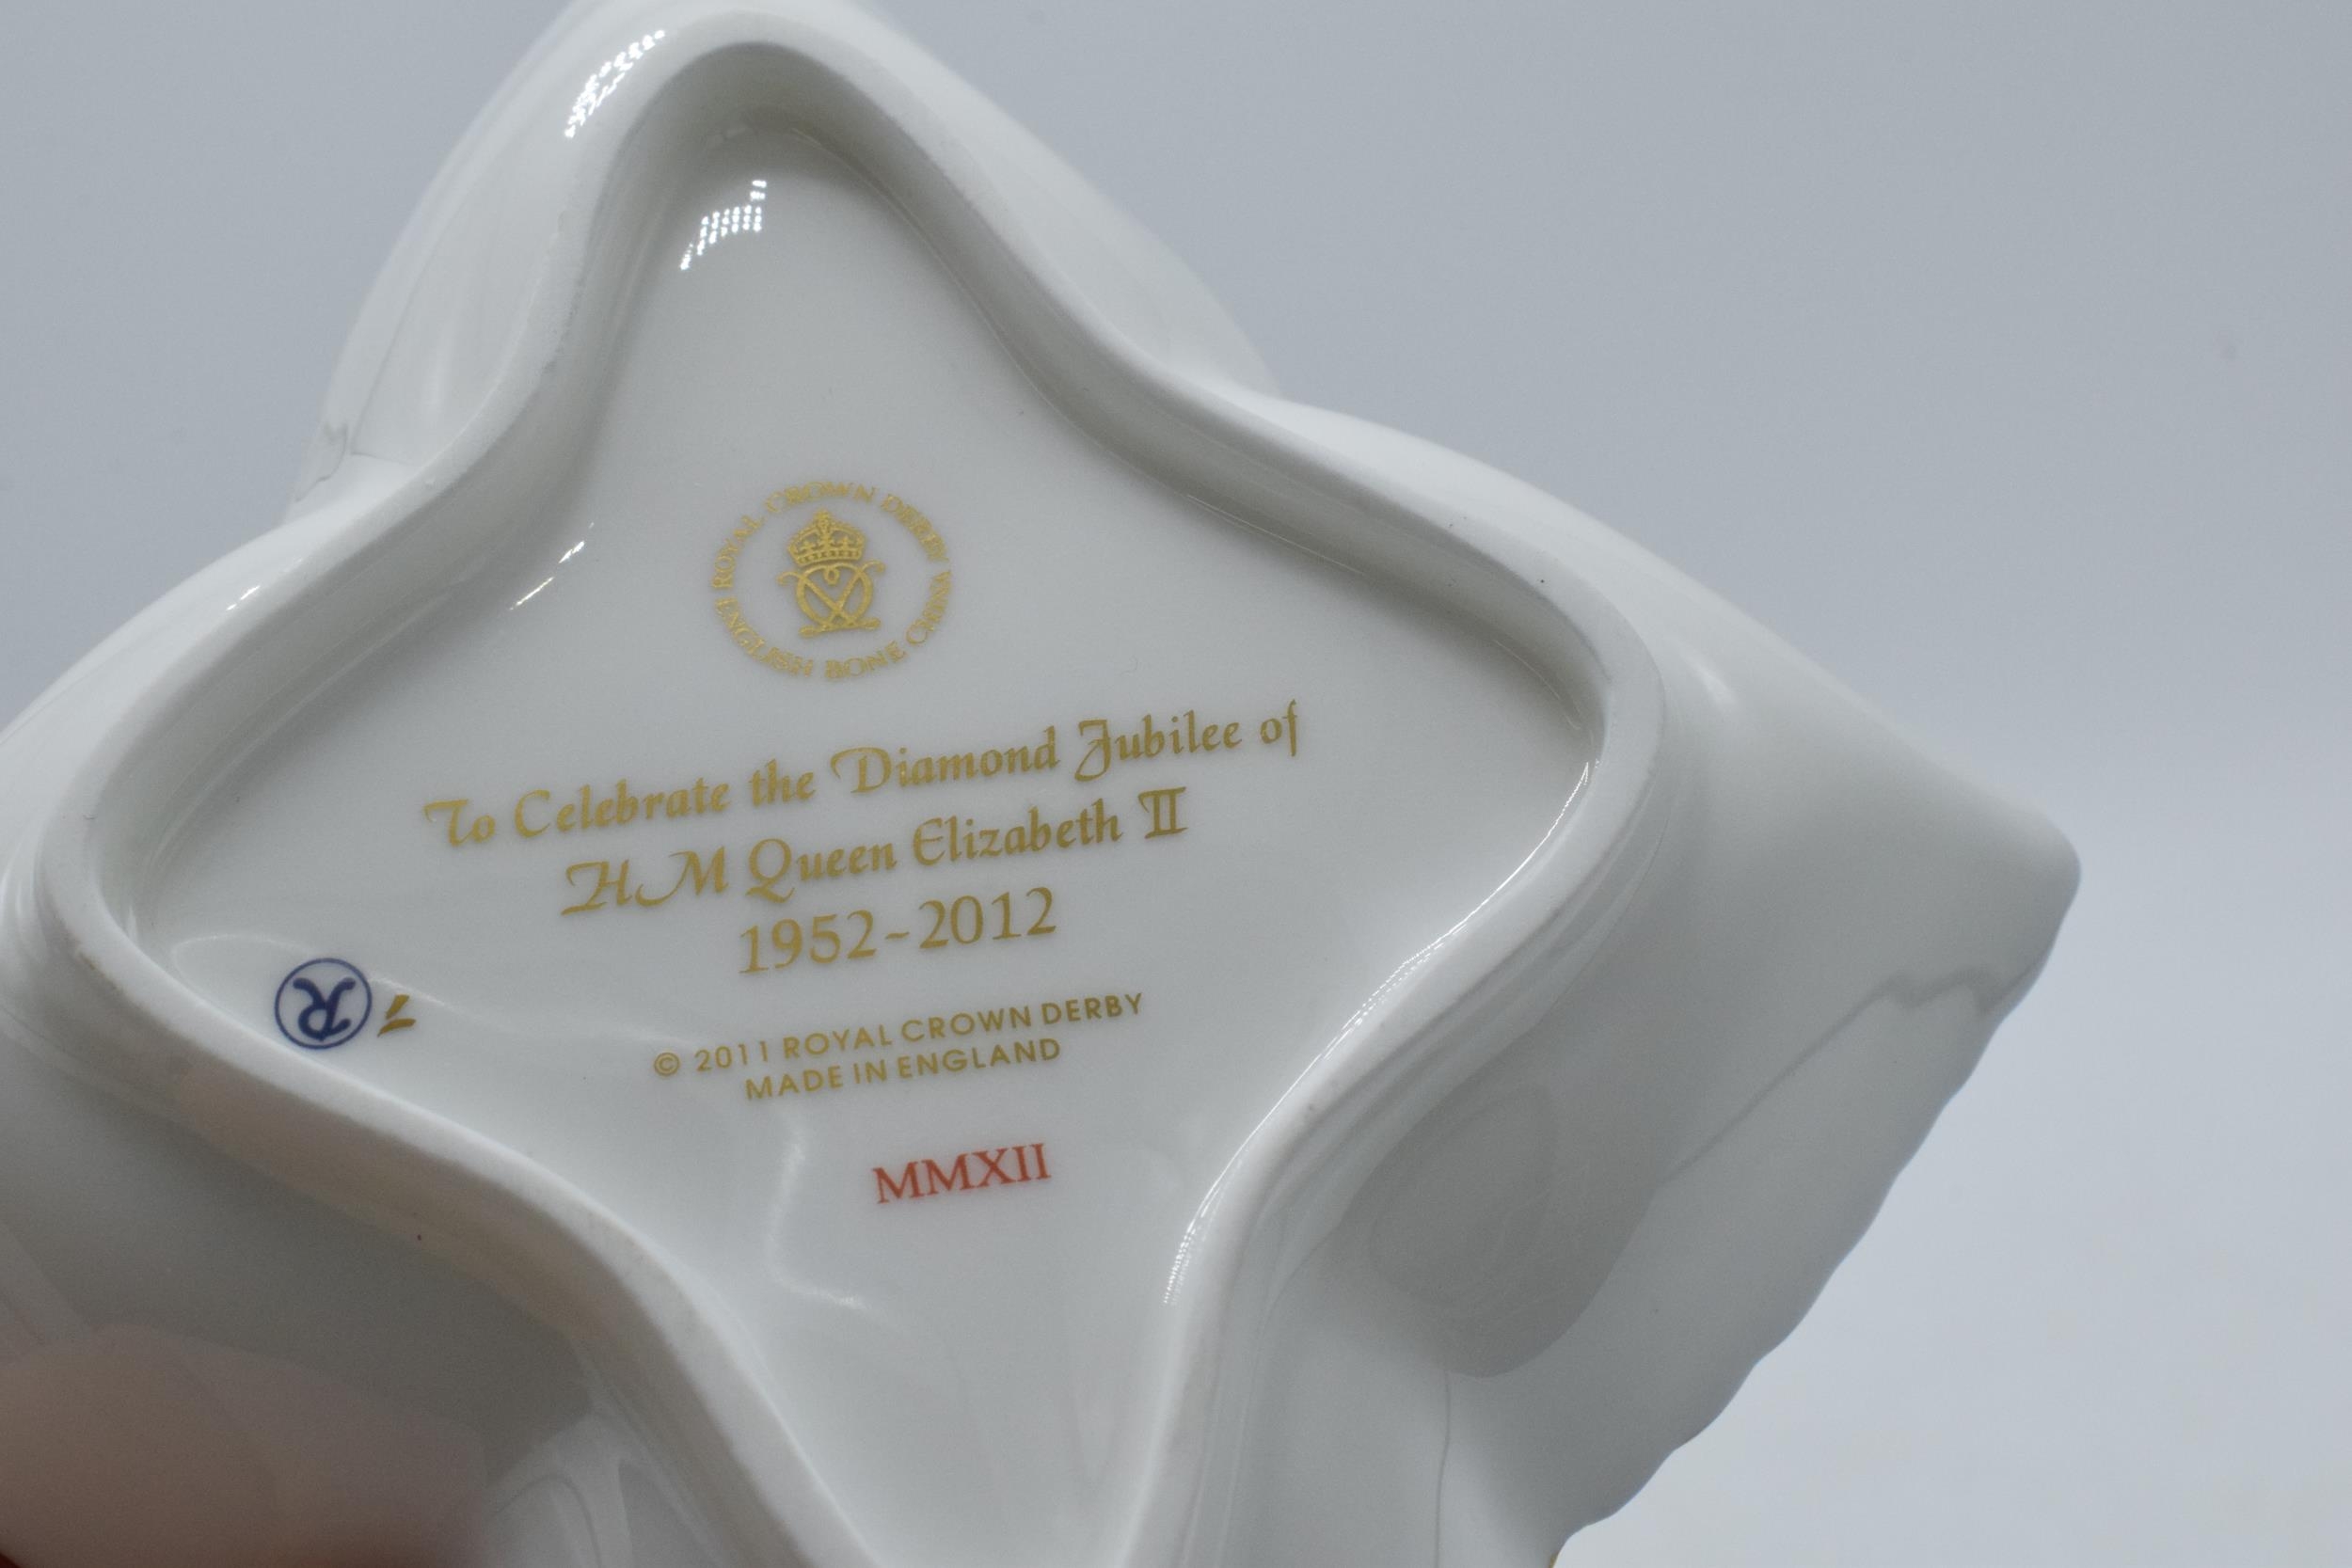 ROYAL CROWN DERBY
ENGLISH BONE CHINA
To Celebrate the Diamond Jubilee of
HM Queen Elizabeth II
1952~2012
R
© 2011 ROYAL CROWN DERBY
MADE IN ENGLAND
MMXII